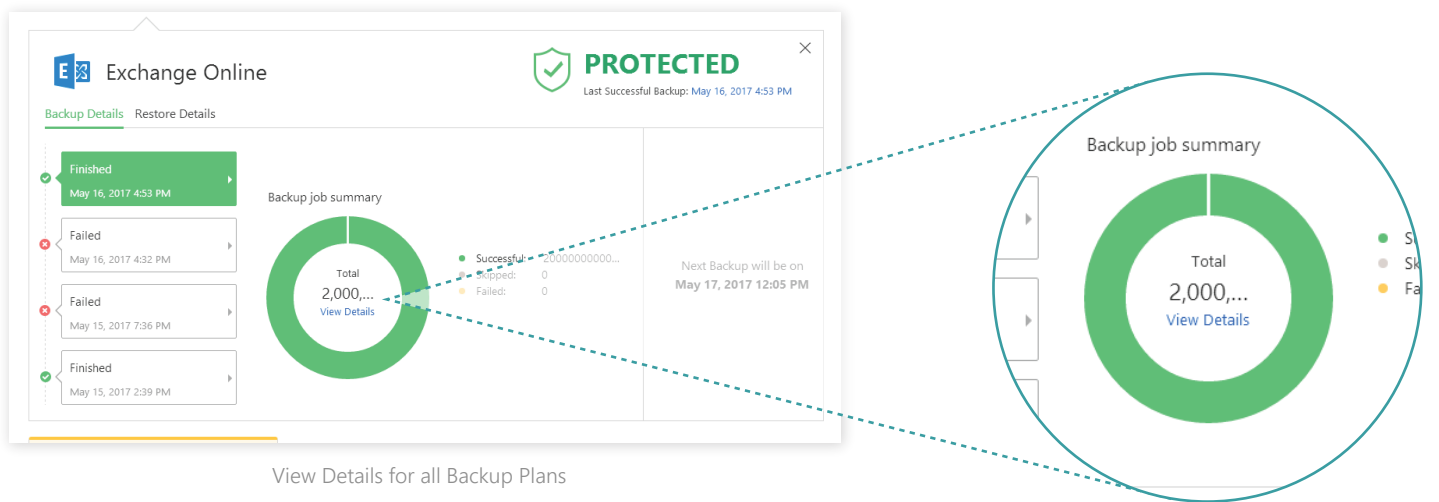 Exchange Online
PROTECTED
Last Successful Backup: May 16, 2017 4:53 PM
Backup Details
Restore Details
Finished
May 16, 2017 4:53 PM
Failed
May 16, 2017 4:32 PM
Failed
May 15, 2017 7:36 PM
Finished
May 15, 2017 2:39 PM
Backup job summary
Total
2,000,...
View Details
Successful: 20000000000...
Skipped: 0
Failed: 0
Next Backup will be on
May 17, 2017 12:05 PM
View Details for all Backup Plans
Backup job summary
Total
2,000,...
View Details
Su
Sk
Fa